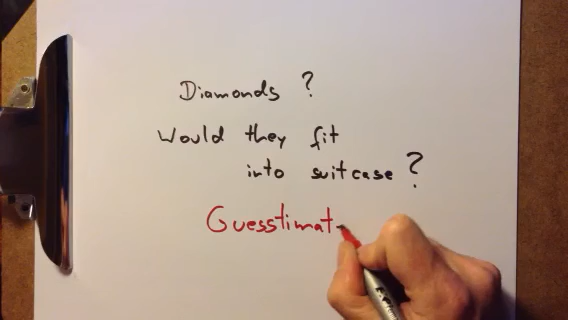 Diamonds ?
Would they fit
into suitcase ?
Guesstimat